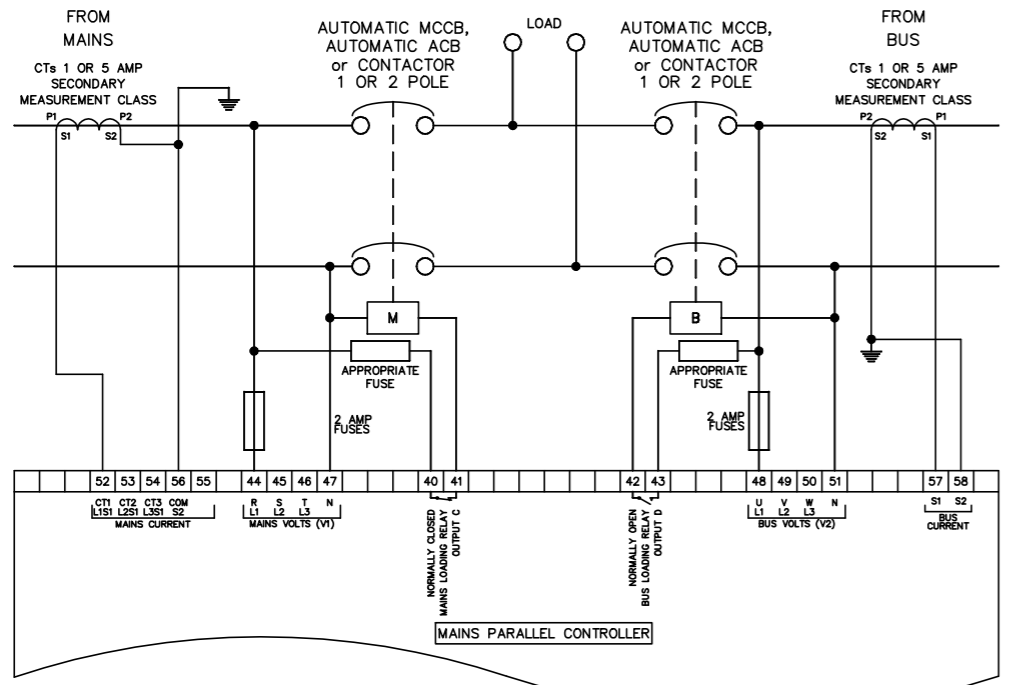 FROM
MAINS
CTs 1 OR 5 AMP
SECONDARY
MEASUREMENT CLASS
P1
P2
S1
S2
AUTOMATIC MCCB,
AUTOMATIC ACB
or CONTACTOR
1 OR 2 POLE
LOAD
AUTOMATIC MCCB,
AUTOMATIC ACB
or CONTACTOR
1 OR 2 POLE
FROM
BUS
CTs 1 OR 5 AMP
SECONDARY
MEASUREMENT CLASS
P2
P1
S2
S1
M
B
APPROPRIATE
FUSE
APPROPRIATE
FUSE
2 AMP
FUSES
2 AMP
FUSES
52 53 54 56 55 44 45 46 47 40 41 42 43 48 49 50 51 57 58
CT1 CT2 CT3 COM
L1S1 L2S1 L3S1 S2
MAINS CURRENT
R S T N
L1 L2 L3
MAINS VOLTS (V1)
NORMALLY CLOSED
MAINS LOADING RELAY
OUTPUT C
NORMALLY OPEN
BUS LOADING RELAY
OUTPUT D
U V W N
L1 L2 L3
BUS VOLTS (V2)
S1 S2
BUS
CURRENT
MAINS PARALLEL CONTROLLER